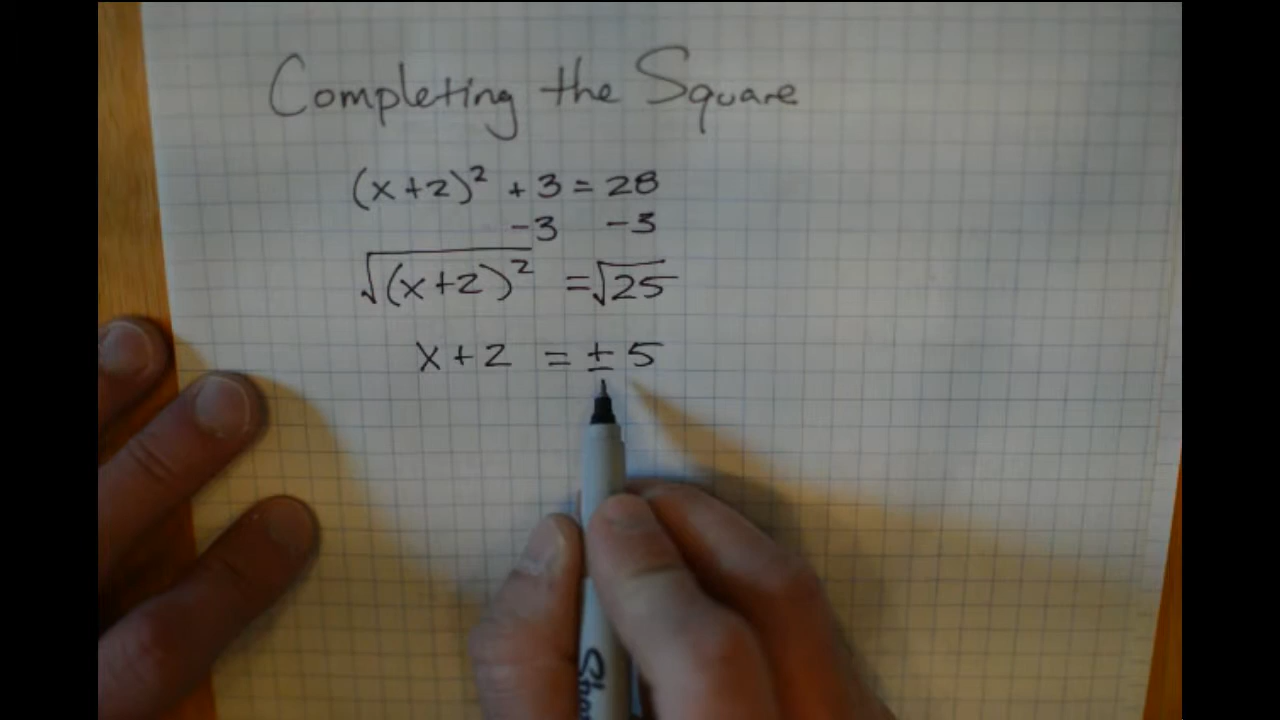 Completing the Square
(x+2)² + 3 = 28
-3 -3
√(x+2)² = √25
x+2 = ± 5